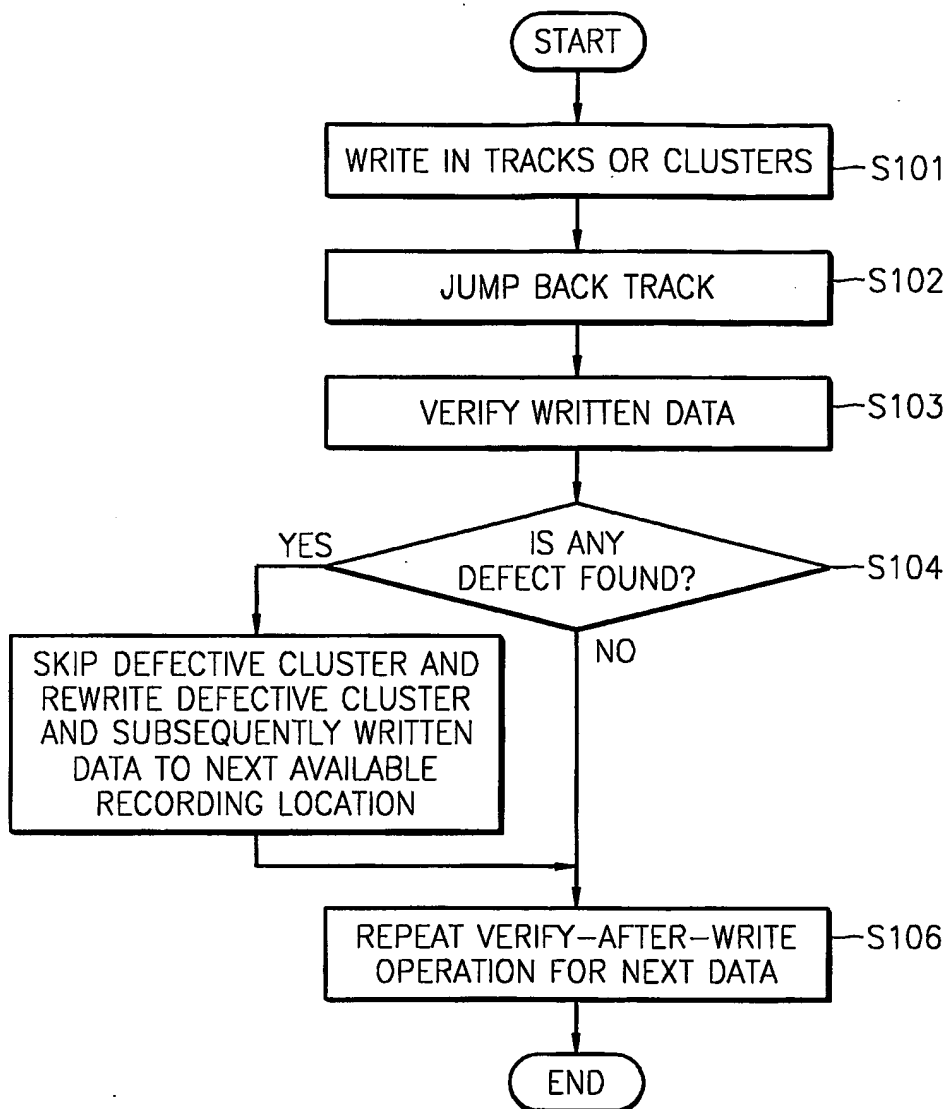 START
WRITE IN TRACKS OR CLUSTERS
S101
JUMP BACK TRACK
S102
VERIFY WRITTEN DATA
S103
IS ANY
DEFECT FOUND?
S104
YES
NO
SKIP DEFECTIVE CLUSTER AND
REWRITE DEFECTIVE CLUSTER
AND SUBSEQUENTLY WRITTEN
DATA TO NEXT AVAILABLE
RECORDING LOCATION
REPEAT VERIFY-AFTER-WRITE
OPERATION FOR NEXT DATA
S106
END